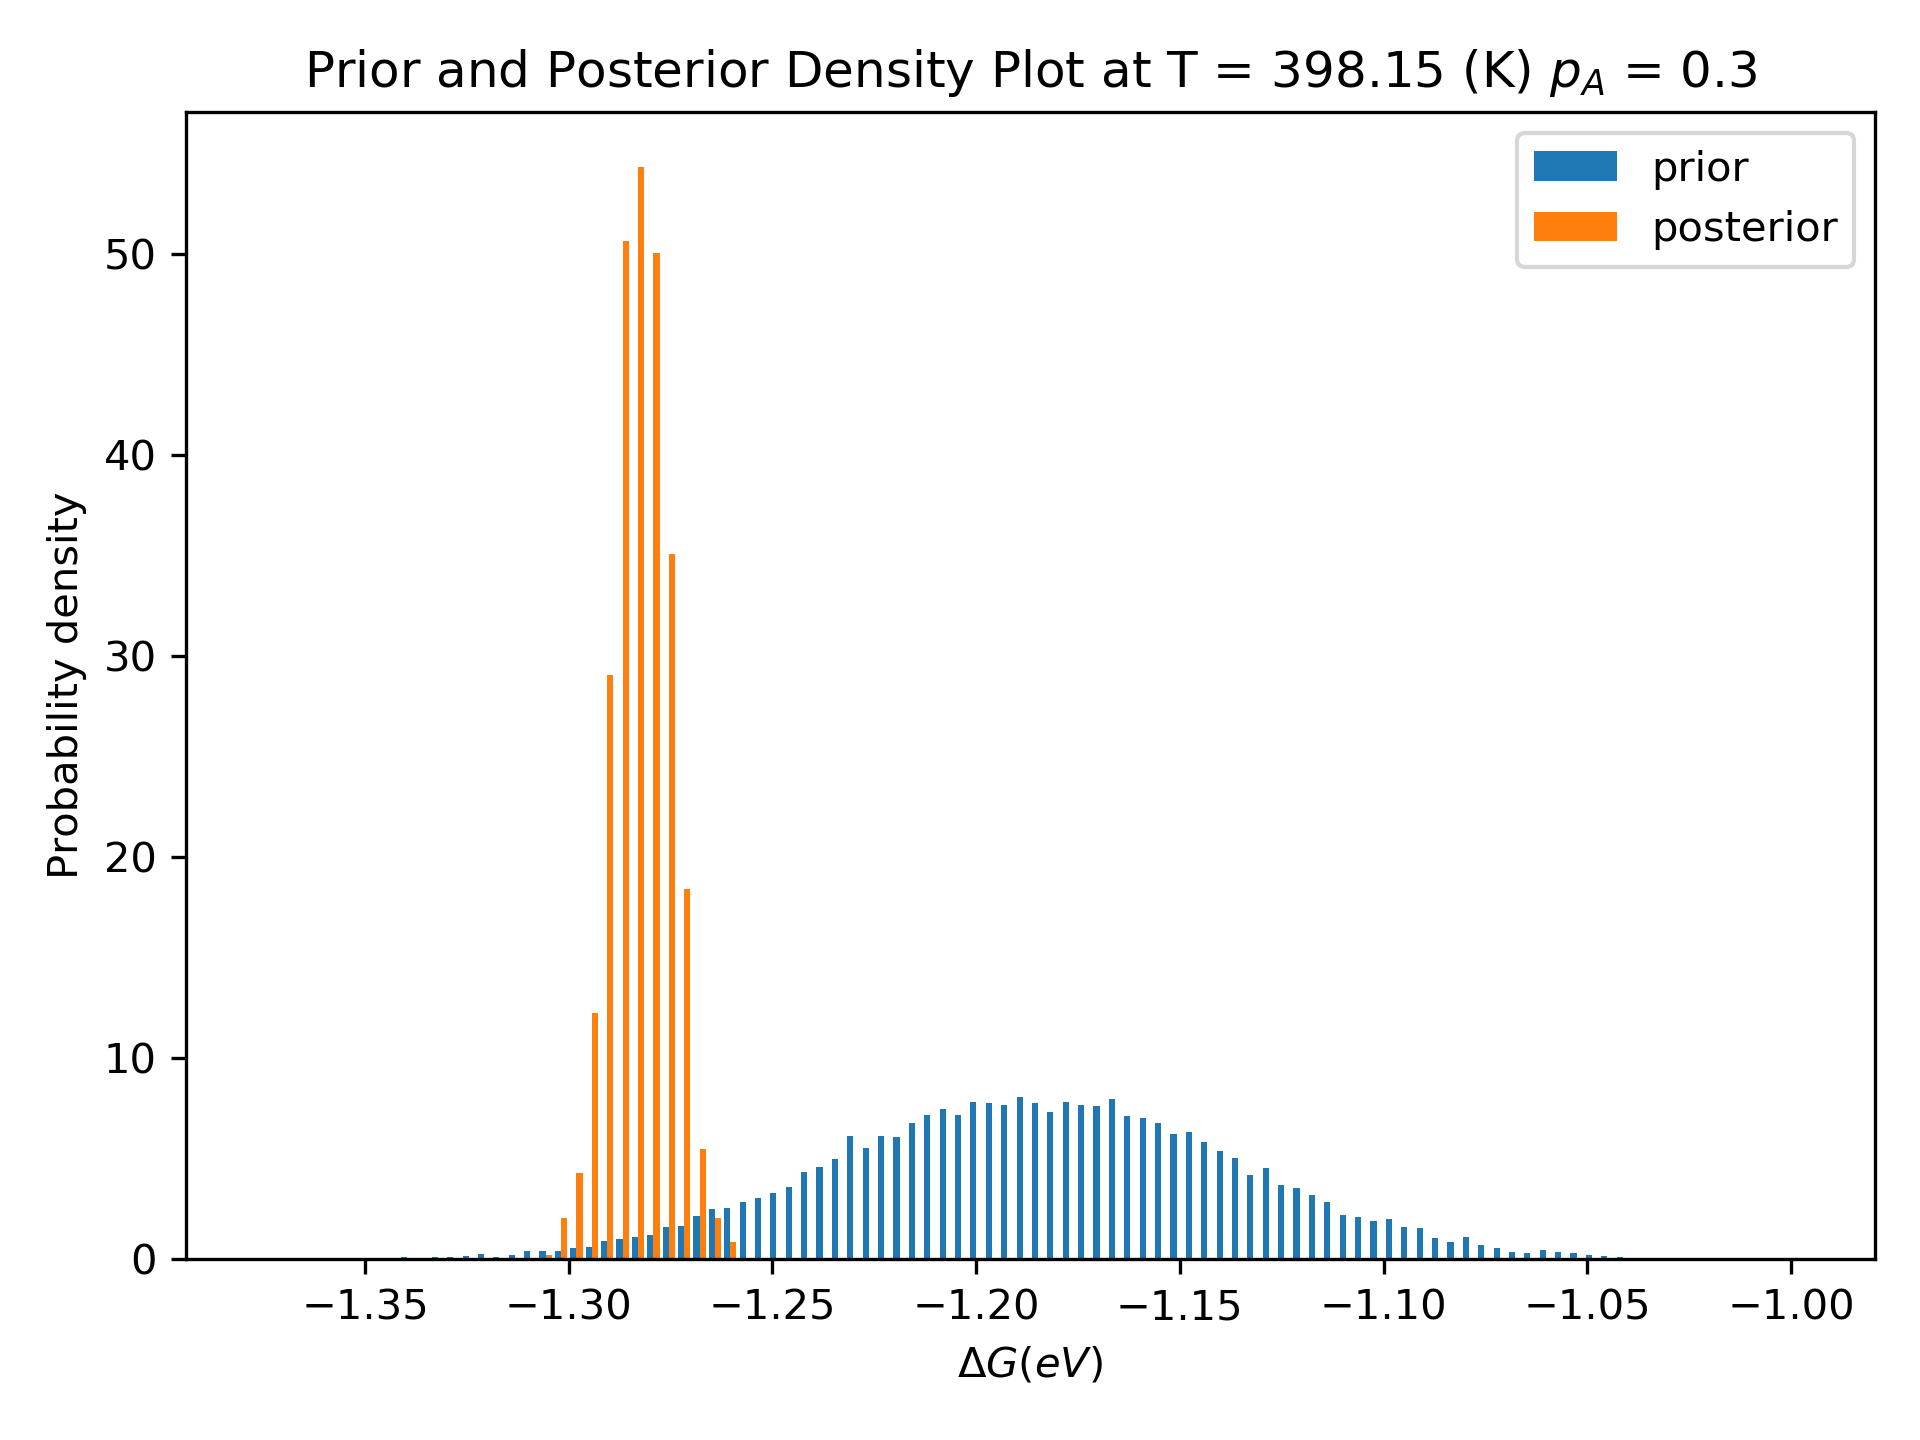 Prior and Posterior Density Plot at T = 398.15 (K) p_A = 0.3
prior
posterior
Probability density
50
40
30
20
10
0
−1.35 −1.30 −1.25 −1.20 −1.15 −1.10 −1.05 −1.00
ΔG(eV)